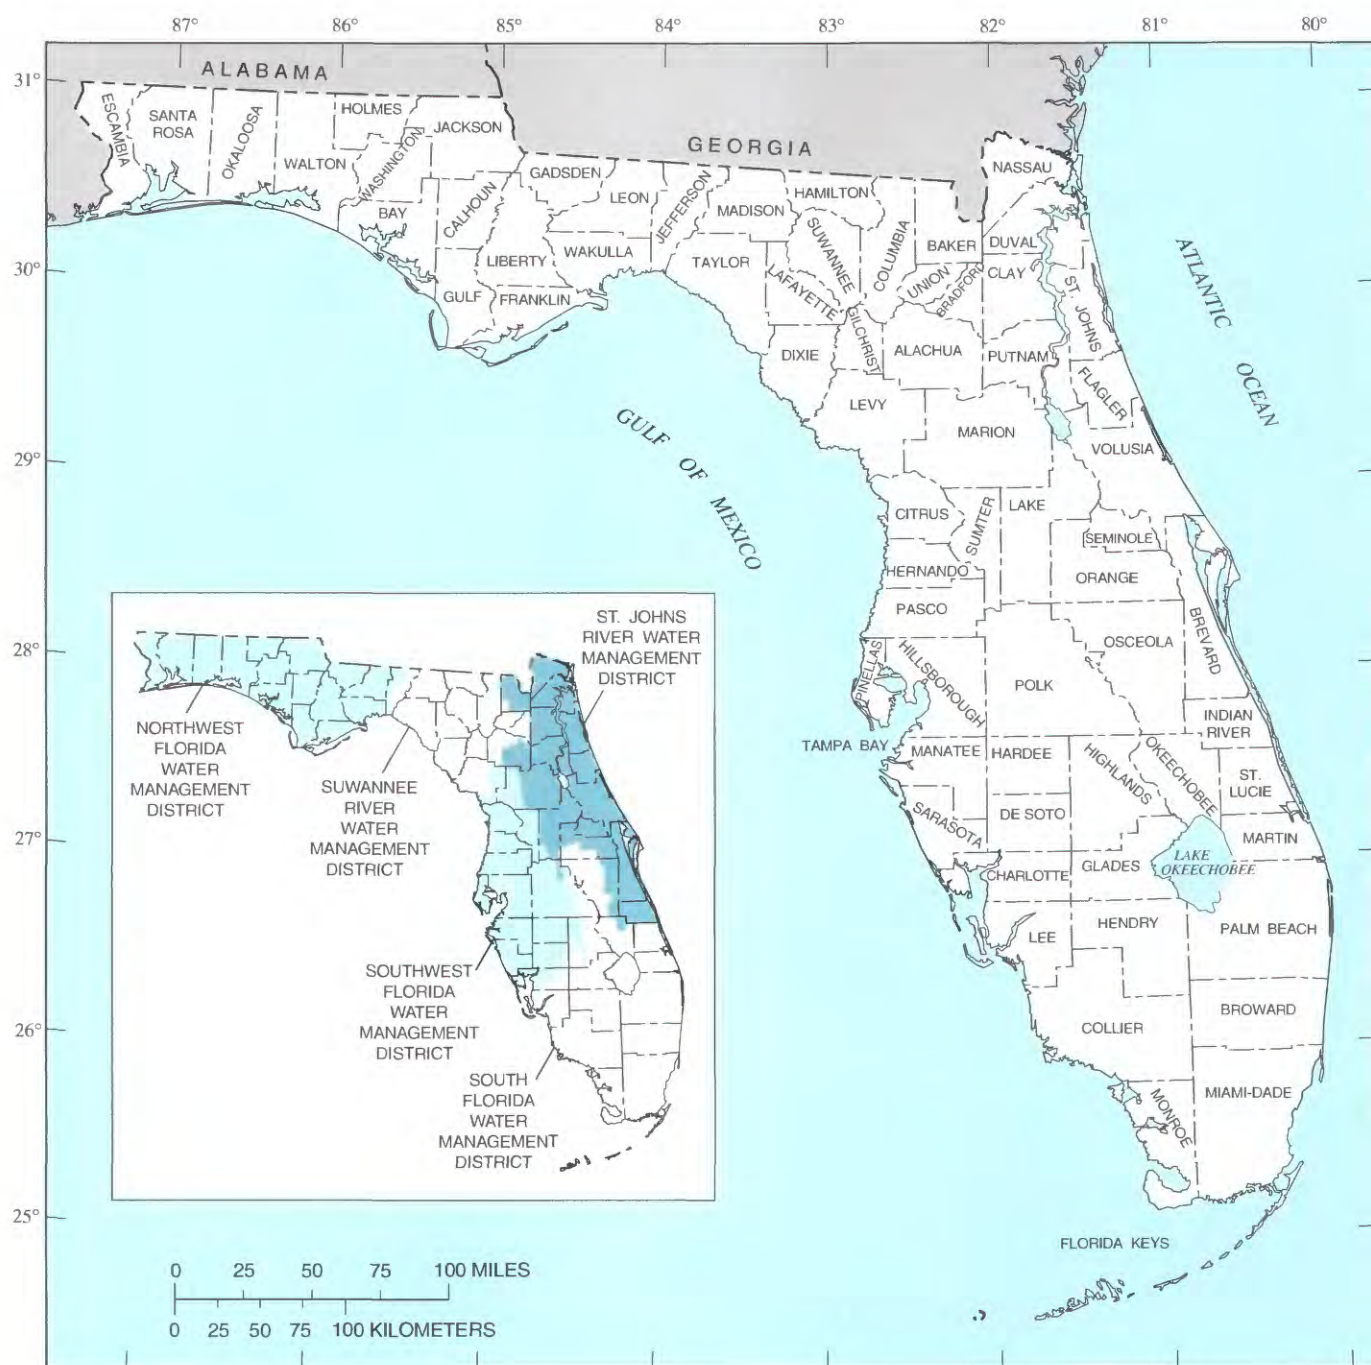 87° 86° 85° 84° 83° 82° 81° 80°
31°
30°
29°
28°
27°
26°
25°
ALABAMA
GEORGIA
ESCAMBIA
SANTA
ROSA
OKALOOSA
WALTON
HOLMES
WASHINGTON
JACKSON
BAY
CALHOUN
GULF
LIBERTY
FRANKLIN
GADSDEN
LEON
WAKULLA
JEFFERSON
MADISON
TAYLOR
HAMILTON
SUWANNEE
LAFAYETTE
DIXIE
COLUMBIA
GILCHRIST
BAKER
UNION
BRADFORD
NASSAU
DUVAL
CLAY
ST. JOHNS
ALACHUA
PUTNAM
FLAGLER
LEVY
MARION
VOLUSIA
CITRUS
SUMTER
LAKE
SEMINOLE
HERNANDO
ORANGE
PASCO
OSCEOLA
BREVARD
PINELLAS
HILLSBOROUGH
POLK
INDIAN
RIVER
TAMPA BAY
MANATEE
HARDEE
HIGHLANDS
OKEECHOBEE
ST.
LUCIE
SARASOTA
DE SOTO
MARTIN
CHARLOTTE
GLADES
LAKE
OKEECHOBEE
LEE
HENDRY
PALM BEACH
COLLIER
BROWARD
MONROE
MIAMI-DADE
FLORIDA KEYS
GULF OF MEXICO
ATLANTIC OCEAN
ST. JOHNS
RIVER WATER
MANAGEMENT
DISTRICT
NORTHWEST
FLORIDA
WATER
MANAGEMENT
DISTRICT
SUWANNEE
RIVER
WATER
MANAGEMENT
DISTRICT
SOUTHWEST
FLORIDA
WATER
MANAGEMENT
DISTRICT
SOUTH
FLORIDA
WATER
MANAGEMENT
DISTRICT
0 25 50 75 100 MILES
0 25 50 75 100 KILOMETERS